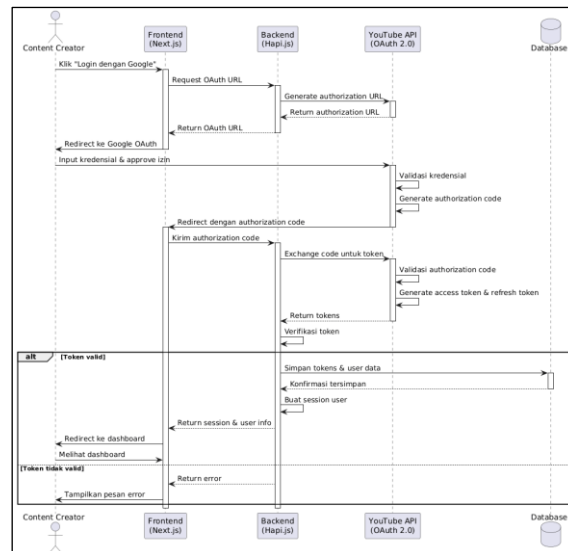 Content Creator
Frontend
(Next.js)
Backend
(Hapi.js)
YouTube API
(OAuth 2.0)
Database
Klik "Login dengan Google"
Request OAuth URL
Generate authorization URL
Return authorization URL
Return OAuth URL
Redirect ke Google OAuth
Input kredensial & approve izin
Validasi kredensial
Generate authorization code
Redirect dengan authorization code
Kirim authorization code
Exchange code untuk token
Validasi authorization code
Generate access token & refresh token
Return tokens
Verifikasi token
alt
[Token valid]
Simpan tokens & user data
Konfirmasi tersimpan
Buat session user
Return session & user info
Redirect ke dashboard
Melihat dashboard
[Token tidak valid]
Return error
Tampilkan pesan error
Content Creator
Frontend
(Next.js)
Backend
(Hapi.js)
YouTube API
(OAuth 2.0)
Database